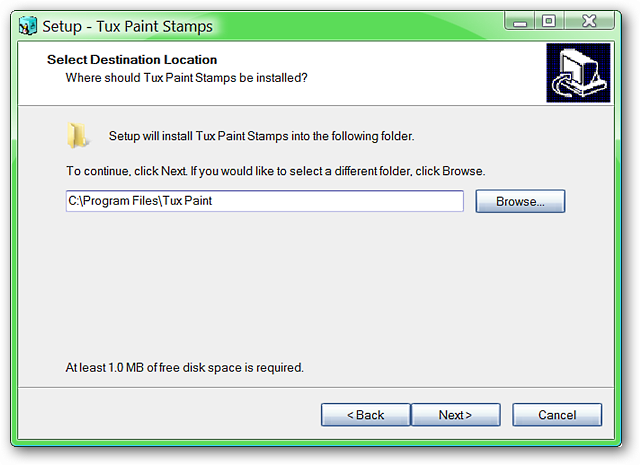 Setup - Tux Paint Stamps
Select Destination Location
Where should Tux Paint Stamps be installed?
Setup will install Tux Paint Stamps into the following folder.
To continue, click Next. If you would like to select a different folder, click Browse.
C:\Program Files\Tux Paint
Browse...
At least 1.0 MB of free disk space is required.
< Back
Next >
Cancel